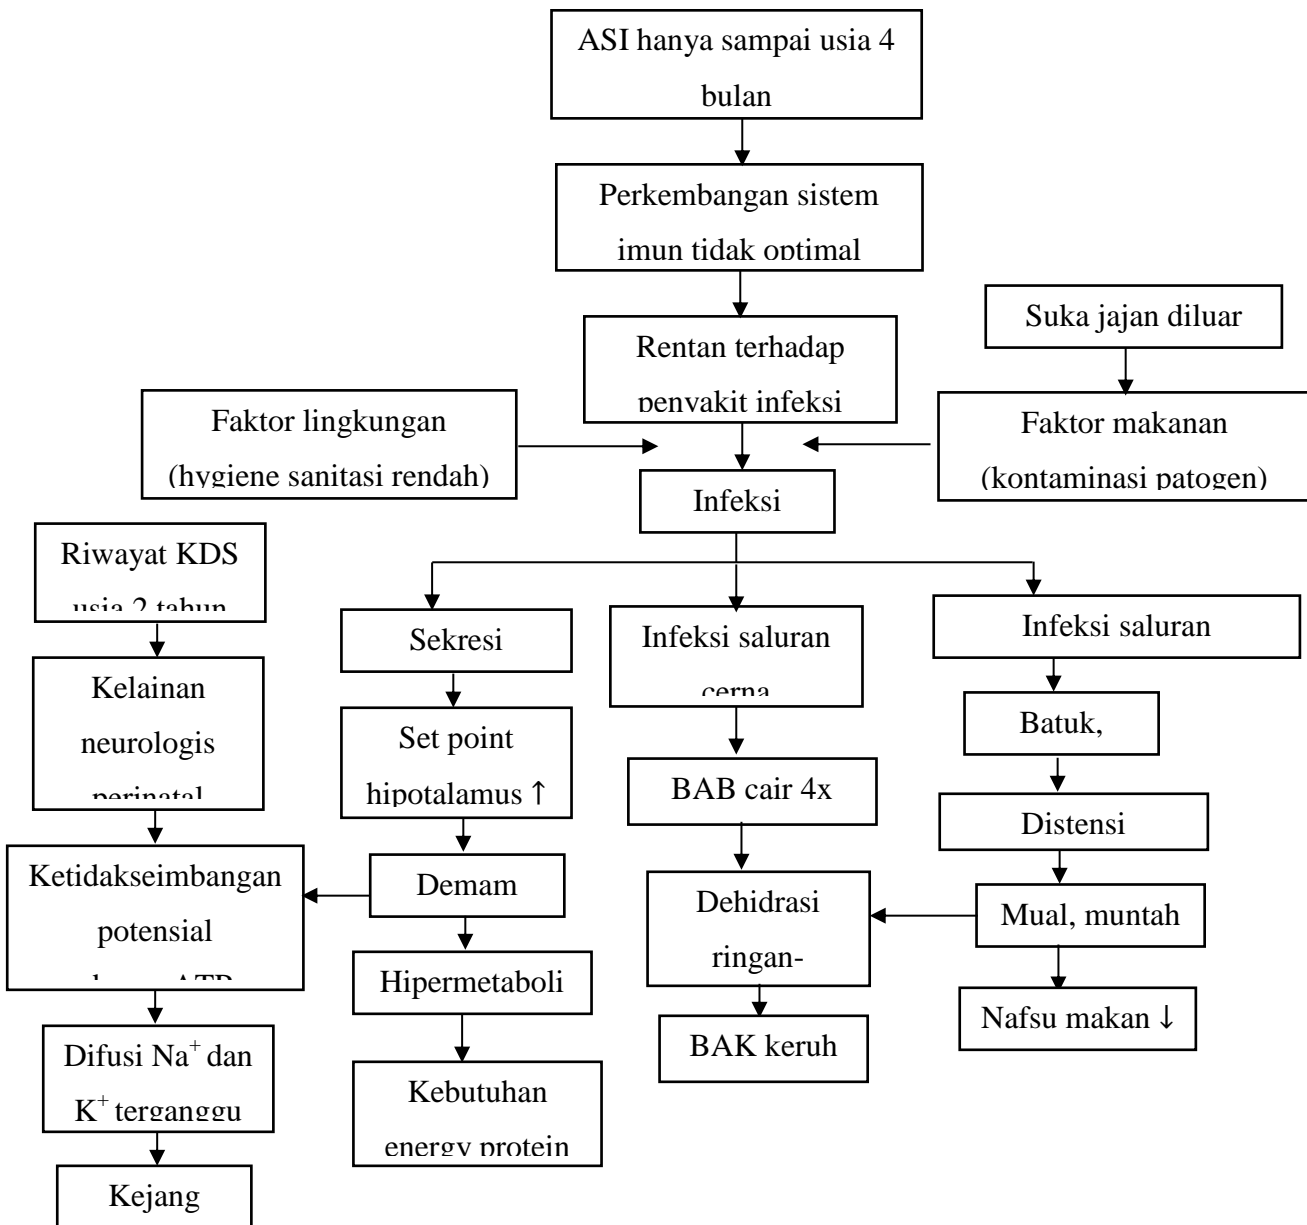 ASI hanya sampai usia 4
bulan
Perkembangan sistem
imun tidak optimal
Rentan terhadap
penyakit infeksi
Suka jajan diluar
Faktor lingkungan
(hygiene sanitasi rendah)
Faktor makanan
(kontaminasi patogen)
Infeksi
Riwayat KDS
usia 2 tahun
Kelainan
neurologis
perinatal
Ketidakseimbangan
potensial
ATP
Difusi Na⁺ dan
K⁺ terganggu
Kejang
Sekresi
Set point
hipotalamus ↑
Demam
Hipermetaboli
Kebutuhan
energy protein
Infeksi saluran
cerna
BAB cair 4x
Dehidrasi
ringan-
BAK keruh
Infeksi saluran
Batuk,
Distensi
Mual, muntah
Nafsu makan ↓